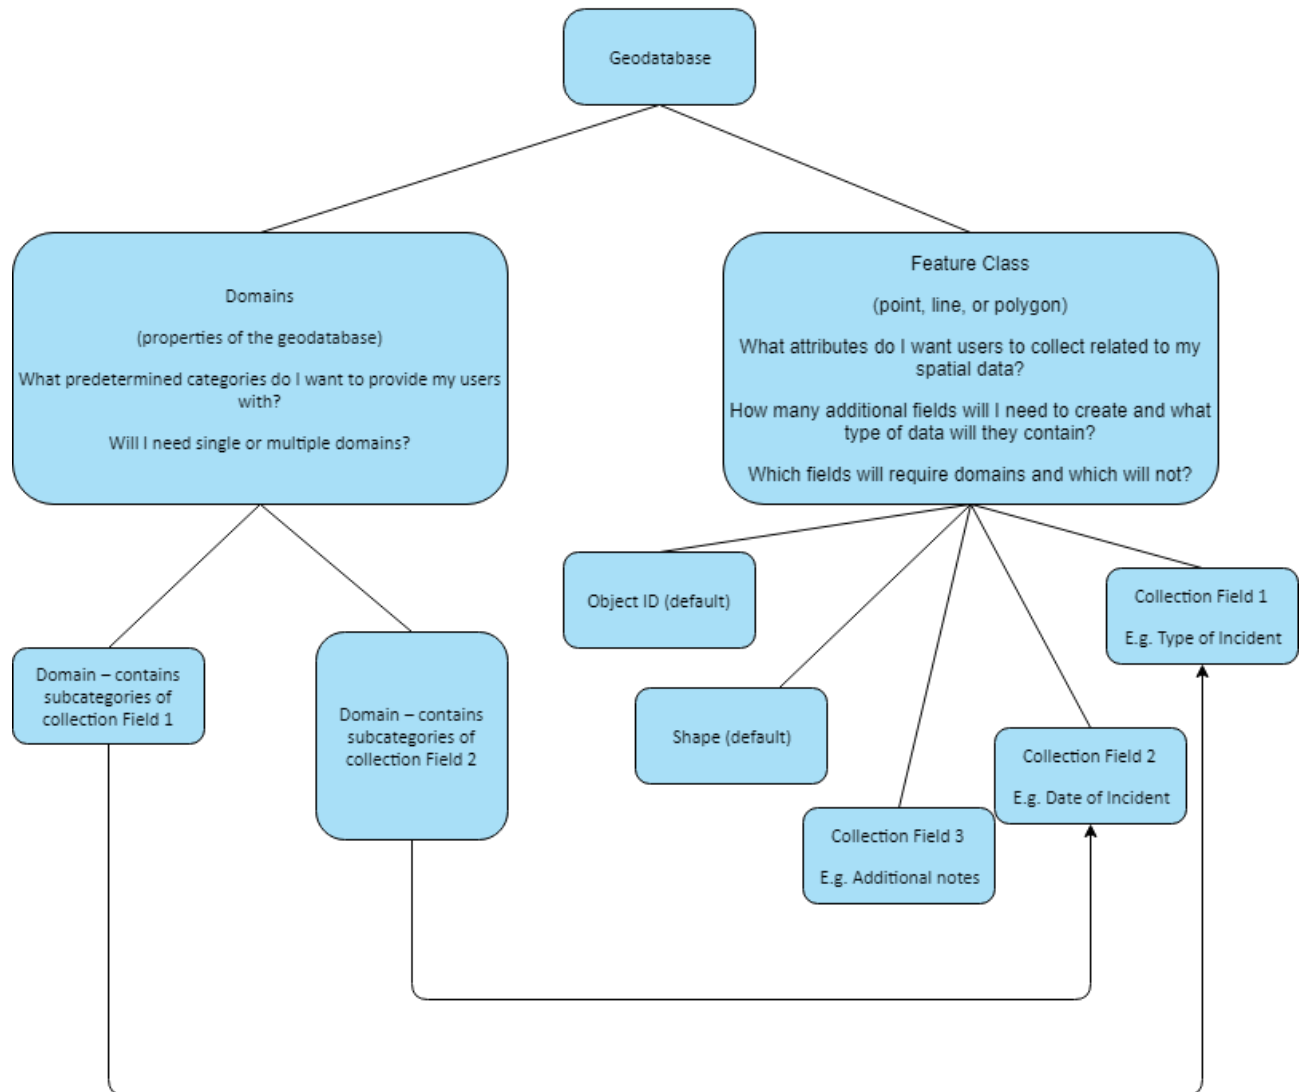 Geodatabase
Domains
(properties of the geodatabase)
What predetermined categories do I want to provide my users
with?
Will I need single or multiple domains?
Feature Class
(point, line, or polygon)
What attributes do I want users to collect related to my
spatial data?
How many additional fields will I need to create and what
type of data will they contain?
Which fields will require domains and which will not?
Domain – contains
subcategories of
collection Field 1
Domain – contains
subcategories of
collection Field 2
Object ID (default)
Shape (default)
Collection Field 3
E.g. Additional notes
Collection Field 2
E.g. Date of Incident
Collection Field 1
E.g. Type of Incident